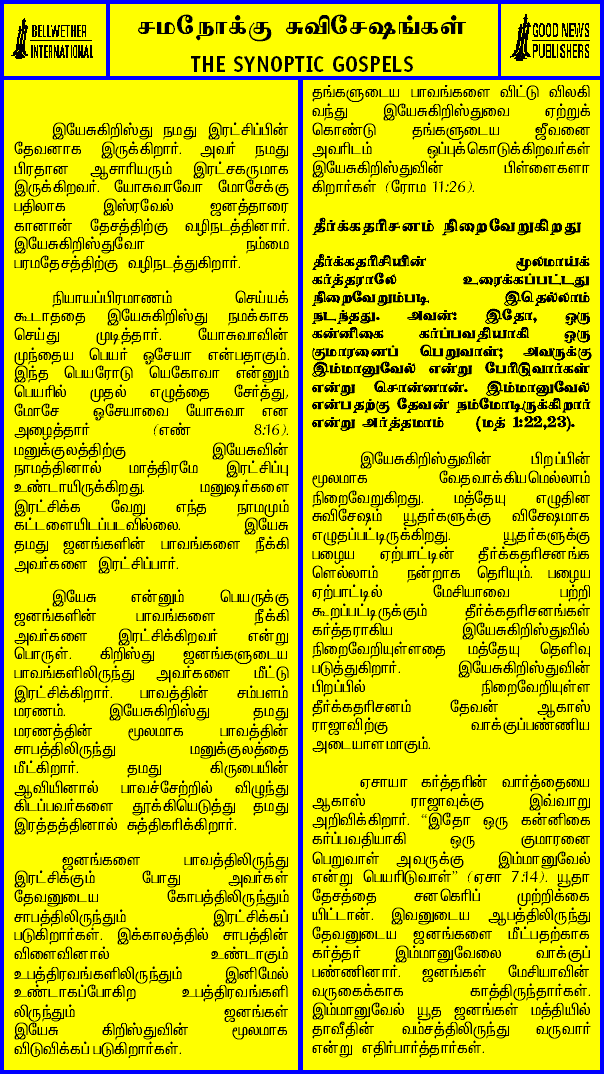 BELLWETHER
INTERNATIONAL
சமநோக்கு சுவிசேஷங்கள்
THE SYNOPTIC GOSPELS
GOOD NEWS
PUBLISHERS
இயேசுகிறிஸ்து நமது இரட்சிப்பின்
தேவனாக இருக்கிறார். அவர் நமது
பிரதான ஆசாரியரும் இரட்சகருமாக
இருக்கிறவர். யோசுவாவோ மோசேக்கு
பதிலாக இஸ்ரவேல் ஜனத்தாரை
கானான் தேசத்திற்கு வழிநடத்தினார்.
இயேசுகிறிஸ்துவோ நம்மை
பரமதேசத்திற்கு வழிநடத்துகிறார்.
நியாயப்பிரமாணம் செய்யக்
கூடாததை இயேசுகிறிஸ்து நமக்காக
செய்து முடித்தார். யோசுவாவின்
முந்தைய பெயர் ஓசேயா என்பதாகும்.
இந்த பெயரோடு யெகோவா என்னும்
பெயரில் முதல் எழுத்தை சேர்த்து,
மோசே ஓசேயாவை யோசுவா என
அழைத்தார் (எண் 8:16).
மனுக்குலத்திற்கு இயேசுவின்
நாமத்தினால் மாத்திரமே இரட்சிப்பு
உண்டாயிருக்கிறது. மனுஷர்களை
இரட்சிக்க வேறு எந்த நாமமும்
கட்டளையிடப்படவில்லை. இயேசு
தமது ஜனங்களின் பாவங்களை நீக்கி
அவர்களை இரட்சிப்பார்.
இயேசு என்னும் பெயருக்கு
ஜனங்களின் பாவங்களை நீக்கி
அவர்களை இரட்சிக்கிறவர் என்று
பொருள். கிறிஸ்து ஜனங்களுடைய
பாவங்களிலிருந்து அவர்களை மீட்டு
இரட்சிக்கிறார். பாவத்தின் சம்பளம்
மரணம். இயேசுகிறிஸ்து தமது
மரணத்தின் மூலமாக பாவத்தின்
சாபத்திலிருந்து மனுக்குலத்தை
மீட்கிறார். தமது கிருபையின்
ஆவியினால் பாவச்சேற்றில் விழுந்து
கிடப்பவர்களை தூக்கியெடுத்து தமது
இரத்தத்தினால் சுத்திகரிக்கிறார்.
ஜனங்களை பாவத்திலிருந்து
இரட்சிக்கும் போது அவர்கள்
தேவனுடைய கோபத்திலிருந்தும்
சாபத்திலிருந்தும் இரட்சிக்கப்
படுகிறார்கள். இக்காலத்தில் சாபத்தின்
விளைவினால் உண்டாகும்
உபத்திரவங்களிலிருந்தும் இனிமேல்
உண்டாகப்போகிற உபத்திரவங்களி
லிருந்தும் ஜனங்கள்
இயேசு கிறிஸ்துவின் மூலமாக
விடுவிக்கப் படுகிறார்கள்.
தங்களுடைய பாவங்களை விட்டு விலகி
வந்து இயேசுகிறிஸ்துவை ஏற்றுக்
கொண்டு தங்களுடைய ஜீவனை
அவரிடம் ஒப்புக்கொடுக்கிறவர்கள்
இயேசுகிறிஸ்துவின் பிள்ளைகளா
கிறார்கள் (ரோம 11:26).
தீர்க்கதரிசனம் நிறைவேறுகிறது
தீர்க்கதரிசியின் மூலமாய்க்
கர்த்தராலே உரைக்கப்பட்டது
நிறைவேறும்படி இதெல்லாம்
நடந்தது. அவன்: இதோ, ஒரு
கன்னிகை கர்ப்பவதியாகி ஒரு
குமாரனைப் பெறுவாள்; அவருக்கு
இம்மானுவேல் என்று பேரிடுவார்கள்
என்று சொன்னான். இம்மானுவேல்
என்பதற்கு தேவன் நம்மோடிருக்கிறார்
என்று அர்த்தமாம் (மத் 1:22,23).
இயேசுகிறிஸ்துவின் பிறப்பின்
மூலமாக வேதவாக்கியமெல்லாம்
நிறைவேறுகிறது. மத்தேயு எழுதின
சுவிசேஷம் யூதர்களுக்கு விசேஷமாக
எழுதப்பட்டிருக்கிறது. யூதர்களுக்கு
பழைய ஏற்பாட்டின் தீர்க்கதரிசனங்க
ளெல்லாம் நன்றாக தெரியும். பழைய
ஏற்பாட்டில் மேசியாவை பற்றி
கூறப்பட்டிருக்கும் தீர்க்கதரிசனங்கள்
கர்த்தராகிய இயேசுகிறிஸ்துவில்
நிறைவேறியுள்ளதை மத்தேயு தெளிவு
படுத்துகிறார். இயேசுகிறிஸ்துவின்
பிறப்பில் நிறைவேறியுள்ள
தீர்க்கதரிசனம் தேவன் ஆகாஸ்
ராஜாவிற்கு வாக்குப்பண்ணிய
அடையாளமாகும்.
ஏசாயா கர்த்தரின் வார்த்தையை
ஆகாஸ் ராஜாவுக்கு இவ்வாறு
அறிவிக்கிறார். “இதோ ஒரு கன்னிகை
கர்ப்பவதியாகி ஒரு குமாரனை
பெறுவாள் அவருக்கு இம்மானுவேல்
என்று பெயரிடுவாள்” (ஏசா 7:14). யூதா
தேசத்தை சனகெரிப் முற்றிக்கை
யிட்டான். இவனுடைய ஆபத்திலிருந்து
தேவனுடைய ஜனங்களை மீட்பதற்காக
கர்த்தர் இம்மானுவேலை வாக்குப்
பண்ணினார். ஜனங்கள் மேசியாவின்
வருகைக்காக காத்திருந்தார்கள்.
இம்மானுவேல் யூத ஜனங்கள் மத்தியில்
தாவீதின் வம்சத்திலிருந்து வருவார்
என்று எதிர்பார்த்தார்கள்.